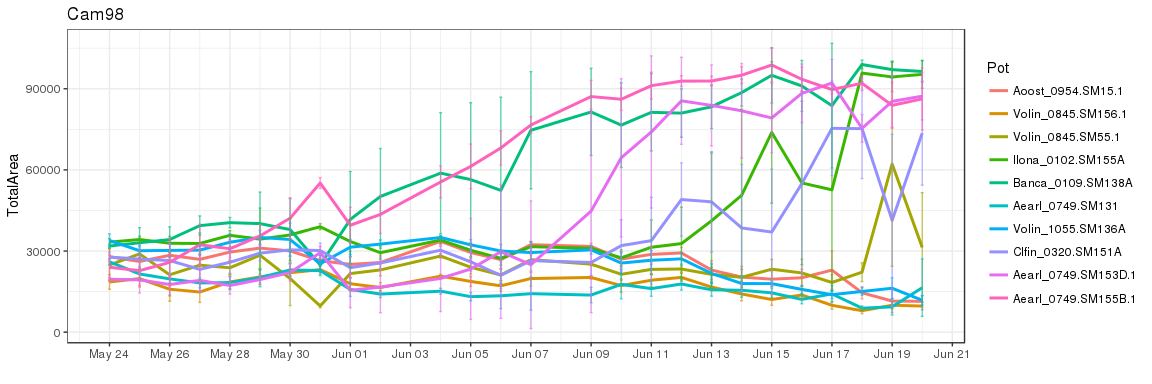 Cam98
TotalArea
90000
60000
30000
0
May 24
May 26
May 28
May 30
Jun 01
Jun 03
Jun 05
Jun 07
Jun 09
Jun 11
Jun 13
Jun 15
Jun 17
Jun 19
Jun 21
Pot
Aoost_0954.SM15.1
Volin_0845.SM156.1
Volin_0845.SM55.1
Ilona_0102.SM155A
Banca_0109.SM138A
Aearl_0749.SM131
Volin_1055.SM136A
Clfin_0320.SM151A
Aearl_0749.SM153D.1
Aearl_0749.SM155B.1